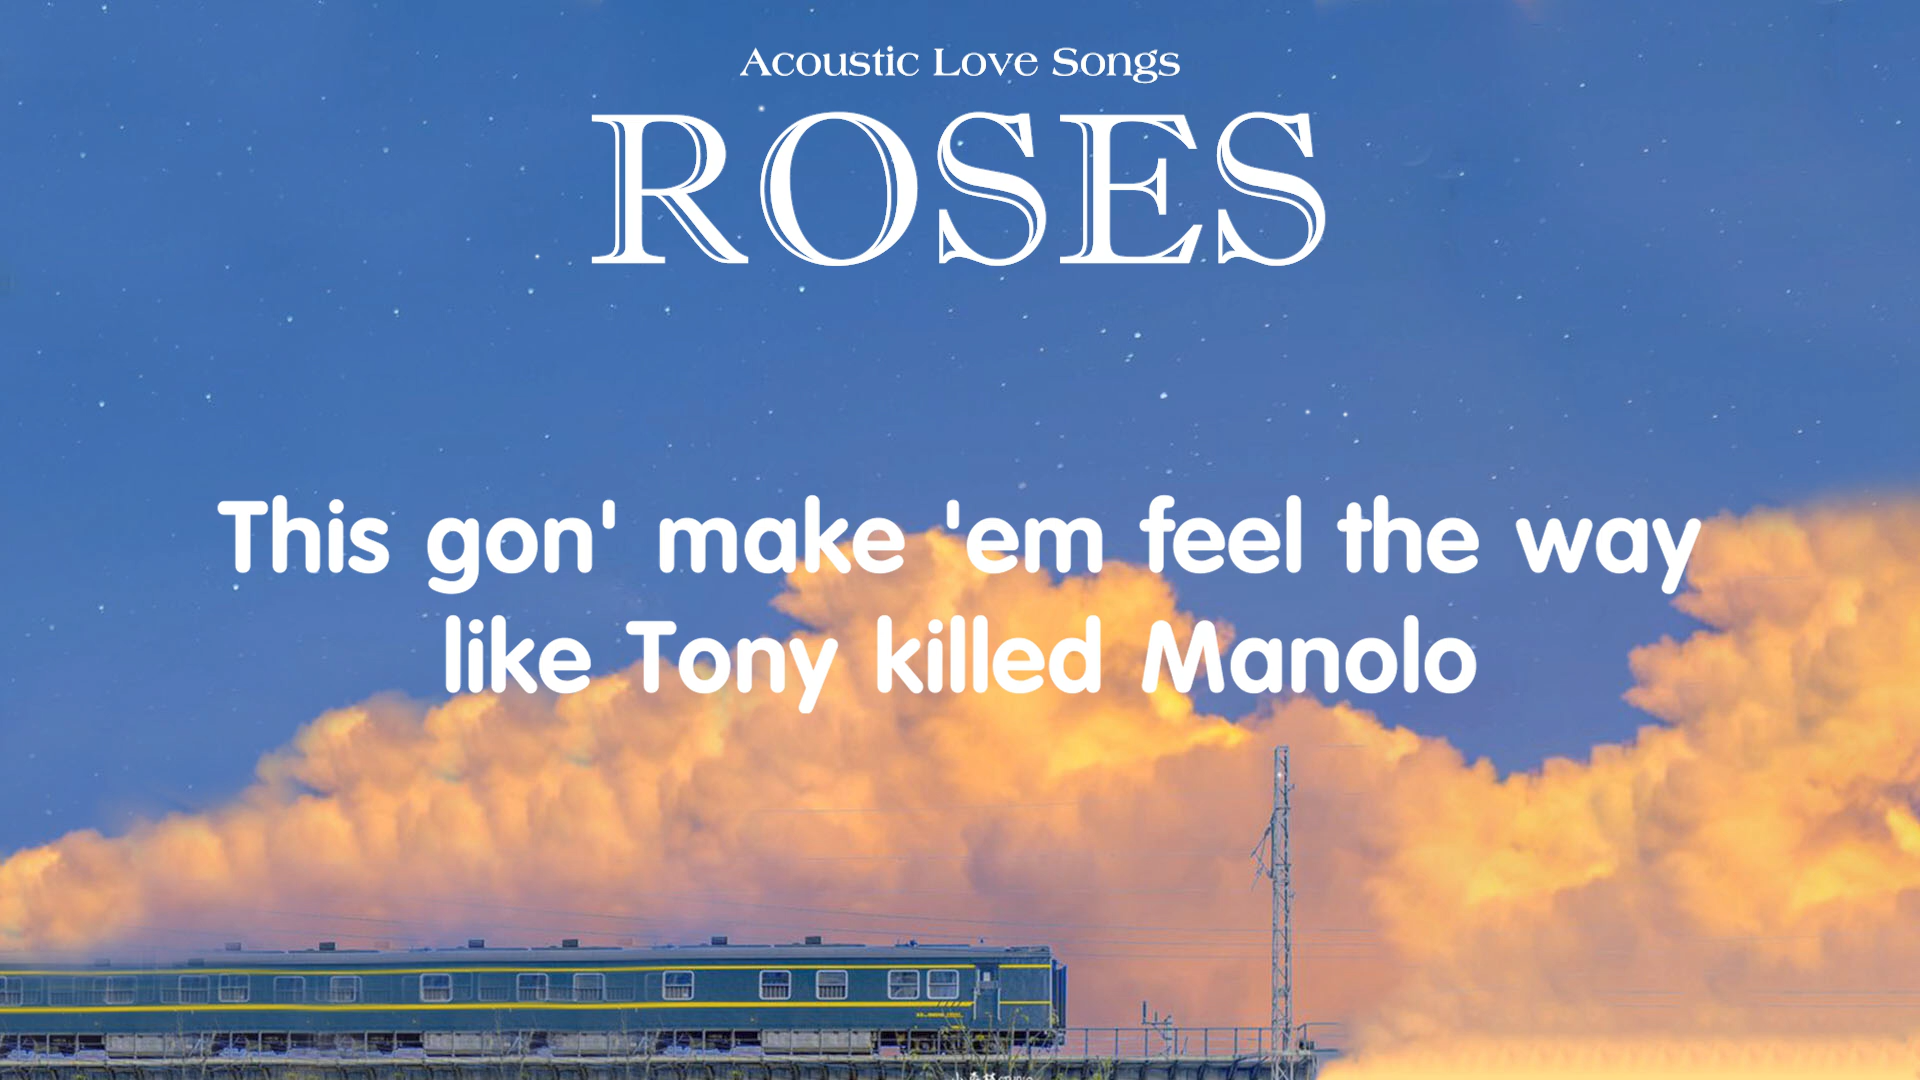 Acoustic Love Songs
ROSES
This gon' make 'em feel the way
like Tony killed Manolo